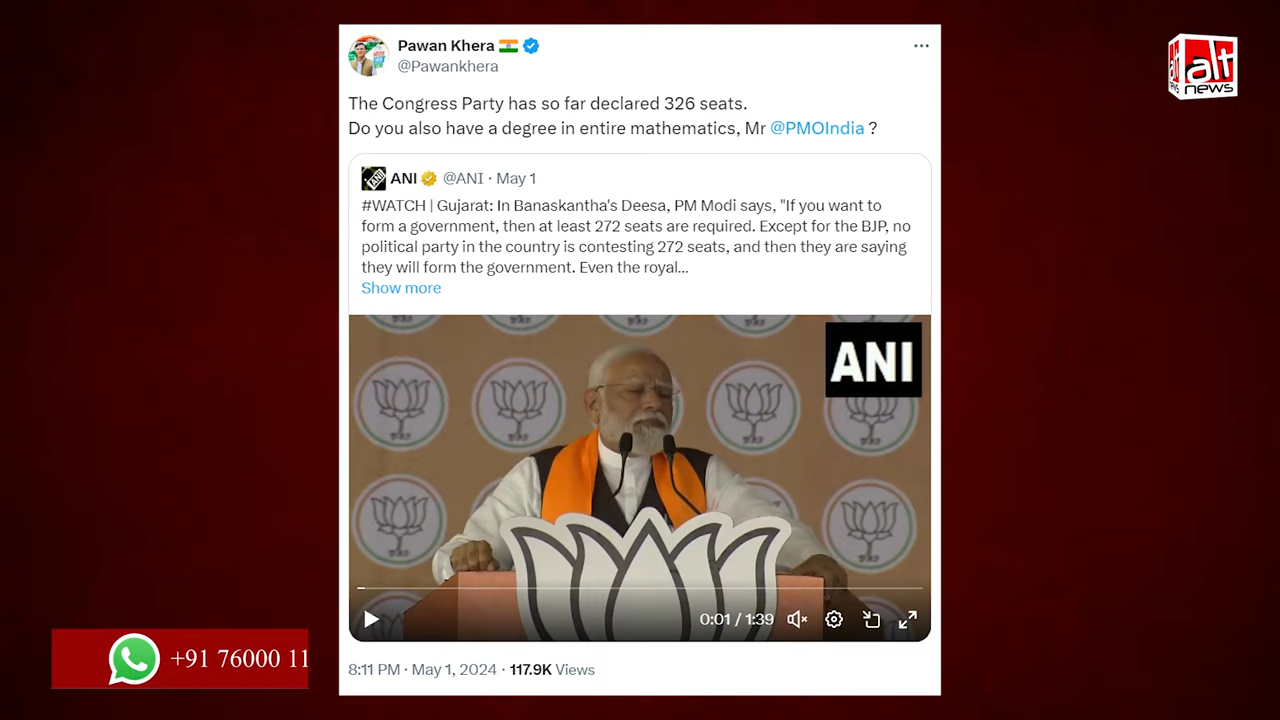 Pawan Khera
@Pawankhera
The Congress Party has so far declared 326 seats.
Do you also have a degree in entire mathematics, Mr @PMOIndia ?
ANI @ANI · May 1
#WATCH | Gujarat: In Banaskantha's Deesa, PM Modi says, "If you want to
form a government, then at least 272 seats are required. Except for the BJP, no
political party in the country is contesting 272 seats, and then they are saying
they will form the government. Even the royal...
Show more
ANI
0:01 / 1:39
8:11 PM · May 1, 2024 · 117.9K Views
alt
news
+91 76000 11